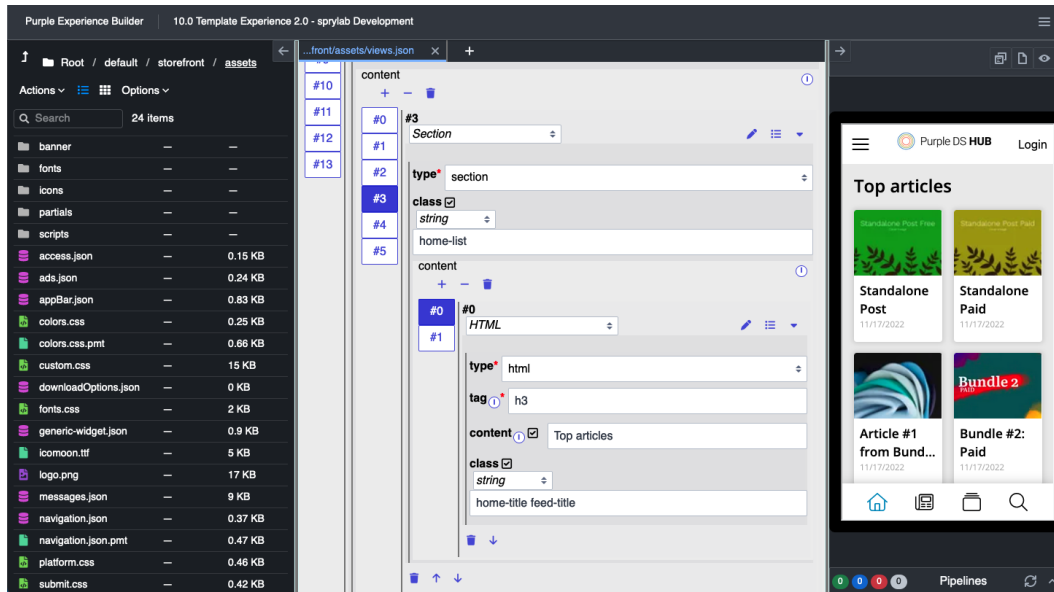 Purple Experience Builder
10.0 Template Experience 2.0 - sprylab Development
Root / default / storefront / assets
Actions
Options
Search
24 items
banner — —
fonts — —
icons — —
partials — —
scripts — —
access.json — 0.15 KB
ads.json — 0.24 KB
appBar.json — 0.83 KB
colors.css — 0.25 KB
colors.css.pmt — 0.66 KB
custom.css — 15 KB
downloadOptions.json — 0 KB
fonts.css — 2 KB
generic-widget.json — 0.9 KB
icomoon.ttf — 5 KB
logo.png — 17 KB
messages.json — 9 KB
navigation.json — 0.37 KB
navigation.json.pmt — 0.47 KB
platform.css — 0.46 KB
submit.css — 0.42 KB
...front/assets/views.json
#10
#11
#12
#13
content
#0
#1
#2
#3
#4
#5
#3
Section
type* section
class
string
home-list
content
#0
#1
#0
HTML
type* html
tag * h3
content Top articles
class
string
home-title feed-title
Purple DS HUB
Login
Top articles
Standalone Post Free
Standalone Post
11/17/2022
Standalone Post Paid
Standalone Paid
11/17/2022
Article #1
from Bund...
11/17/2022
Bundle 2
PAID
Bundle #2:
Paid
11/17/2022
0 0 0 0
Pipelines